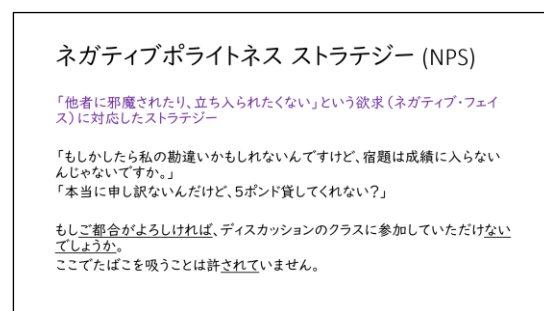 ネガティブポライトネス ストラテジー (NPS)
「他者に邪魔されたり、立ち入られたくない」という欲求(ネガティブ・フェイ
ス)に対応したストラテジー
「もしかしたら私の勘違いかもしれないんですけど、宿題は成績に入らない
んじゃないですか。」
「本当に申し訳ないんだけど、5ポンド貸してくれない?」
もしご都合がよろしければ、ディスカッションのクラスに参加していただけない
でしょうか。
ここでたばこを吸うことは許されていません。